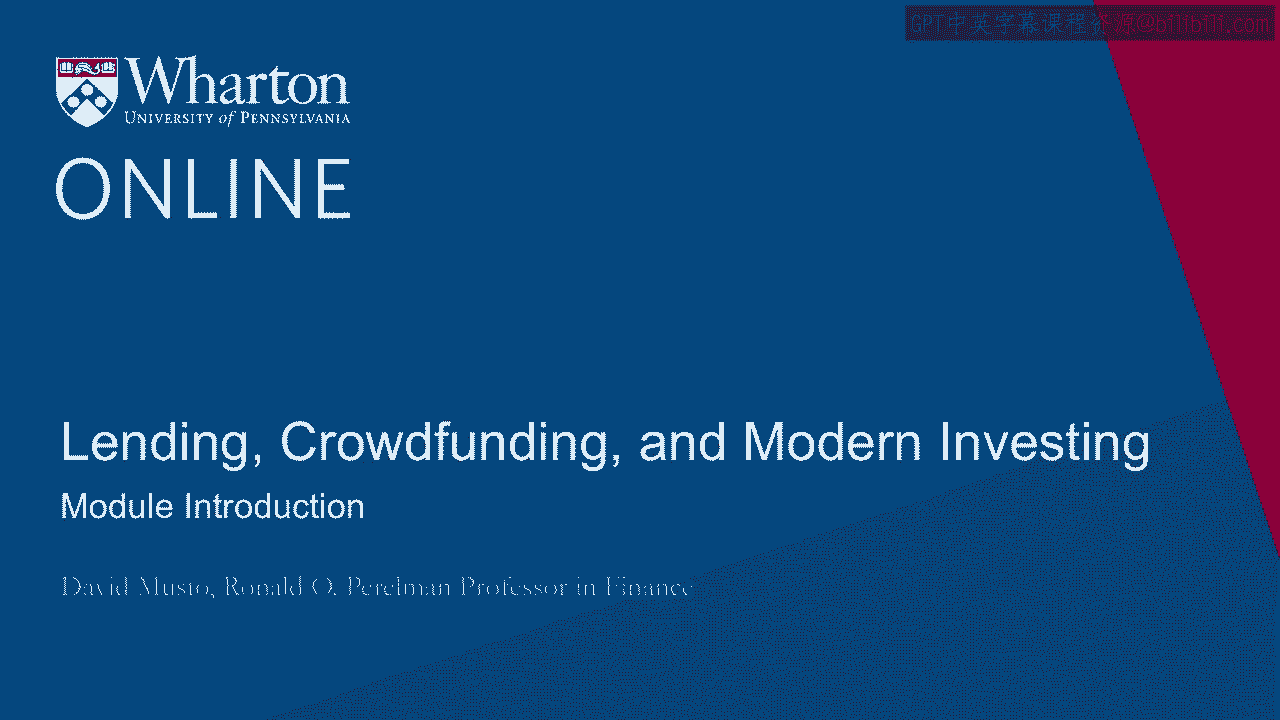 GPT中英字幕课程资源@bilibili.com
Wharton
UNIVERSITY of PENNSYLVANIA
ONLINE
Lending, Crowdfunding, and Modern Investing
Module Introduction
David Musto, Ronald O. Perelman Professor in Finance